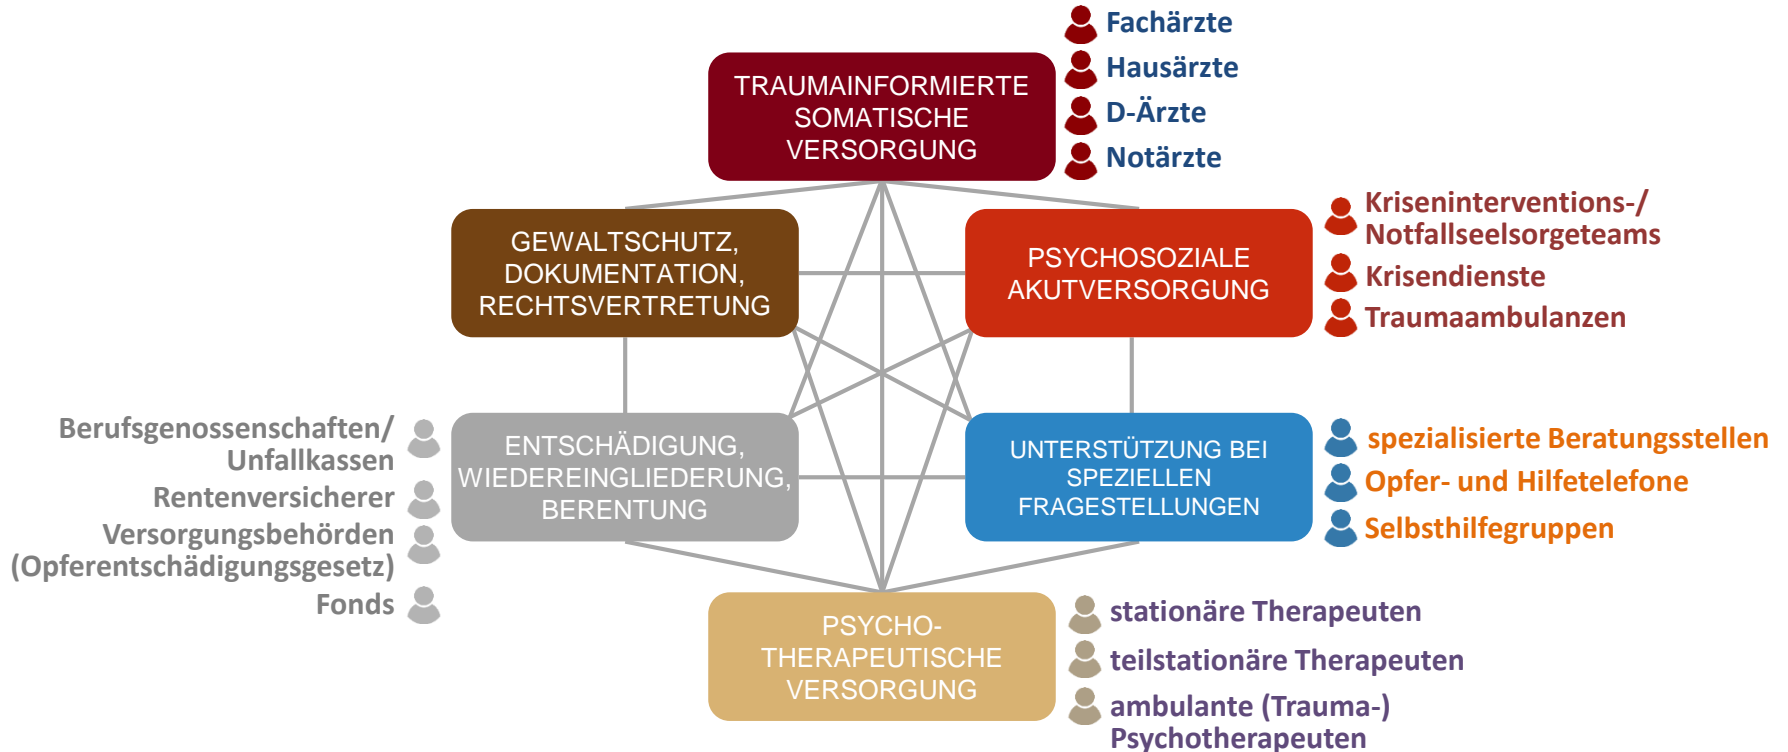 TRAUMAINFORMIERTE
SOMATISCHE
VERSORGUNG
Fachärzte
Hausärzte
D-Ärzte
Notärzte
GEWALTSCHUTZ,
DOKUMENTATION,
RECHTSVERTRETUNG
PSYCHOSOZIALE
AKUTVERSORGUNG
Kriseninterventions-/
Notfallseelsorgeteams
Krisendienste
Traumaambulanzen
Berufsgenossenschaften/
Unfallkassen
Rentenversicherer
Versorgungsbehörden
(Opferentschädigungsgesetz)
Fonds
ENTSCHÄDIGUNG,
WIEDEREINGLIEDERUNG,
BERENTUNG
UNTERSTÜTZUNG BEI
SPEZIELLEN
FRAGESTELLUNGEN
spezialisierte Beratungsstellen
Opfer- und Hilfetelefone
Selbsthilfegruppen
PSYCHO-
THERAPEUTISCHE
VERSORGUNG
stationäre Therapeuten
teilstationäre Therapeuten
ambulante (Trauma-)
Psychotherapeuten